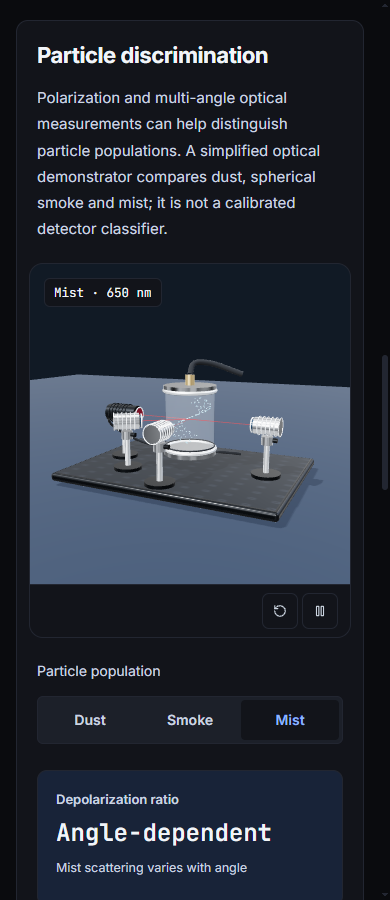 Particle discrimination
Polarization and multi-angle optical
measurements can help distinguish
particle populations. A simplified optical
demonstrator compares dust, spherical
smoke and mist; it is not a calibrated
detector classifier.
Mist · 650 nm
Particle population
Dust
Smoke
Mist
Depolarization ratio
Angle-dependent
Mist scattering varies with angle